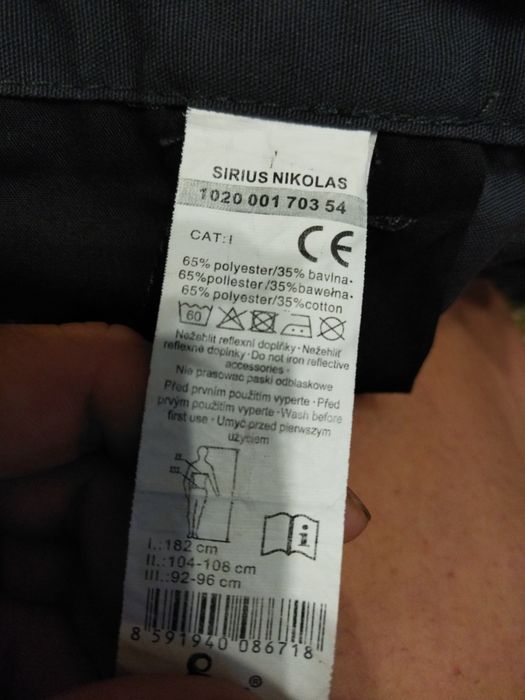 SIRIUS NIKOLAS
1020 001 703 54
CAT: I
CE
65% polyester/35% bavlna·
65%poliester /35%bawełna·
65% polyester/35%cotton
60
Nežehlit reflexní doplňky · Nežehliť
reflexné doplnky · Do not iron reflective
accessories ·
Nie prasować paski odblaskowe
Před prvním použitím vyperte · Pred
prvým použitím vyperte · Wash before
first use · Umyć przed pierwszym
użyciem
II.
III.
I.
i
I.:182 cm
II.:104-108 cm
III.:92-96 cm
8 591940 086718
®